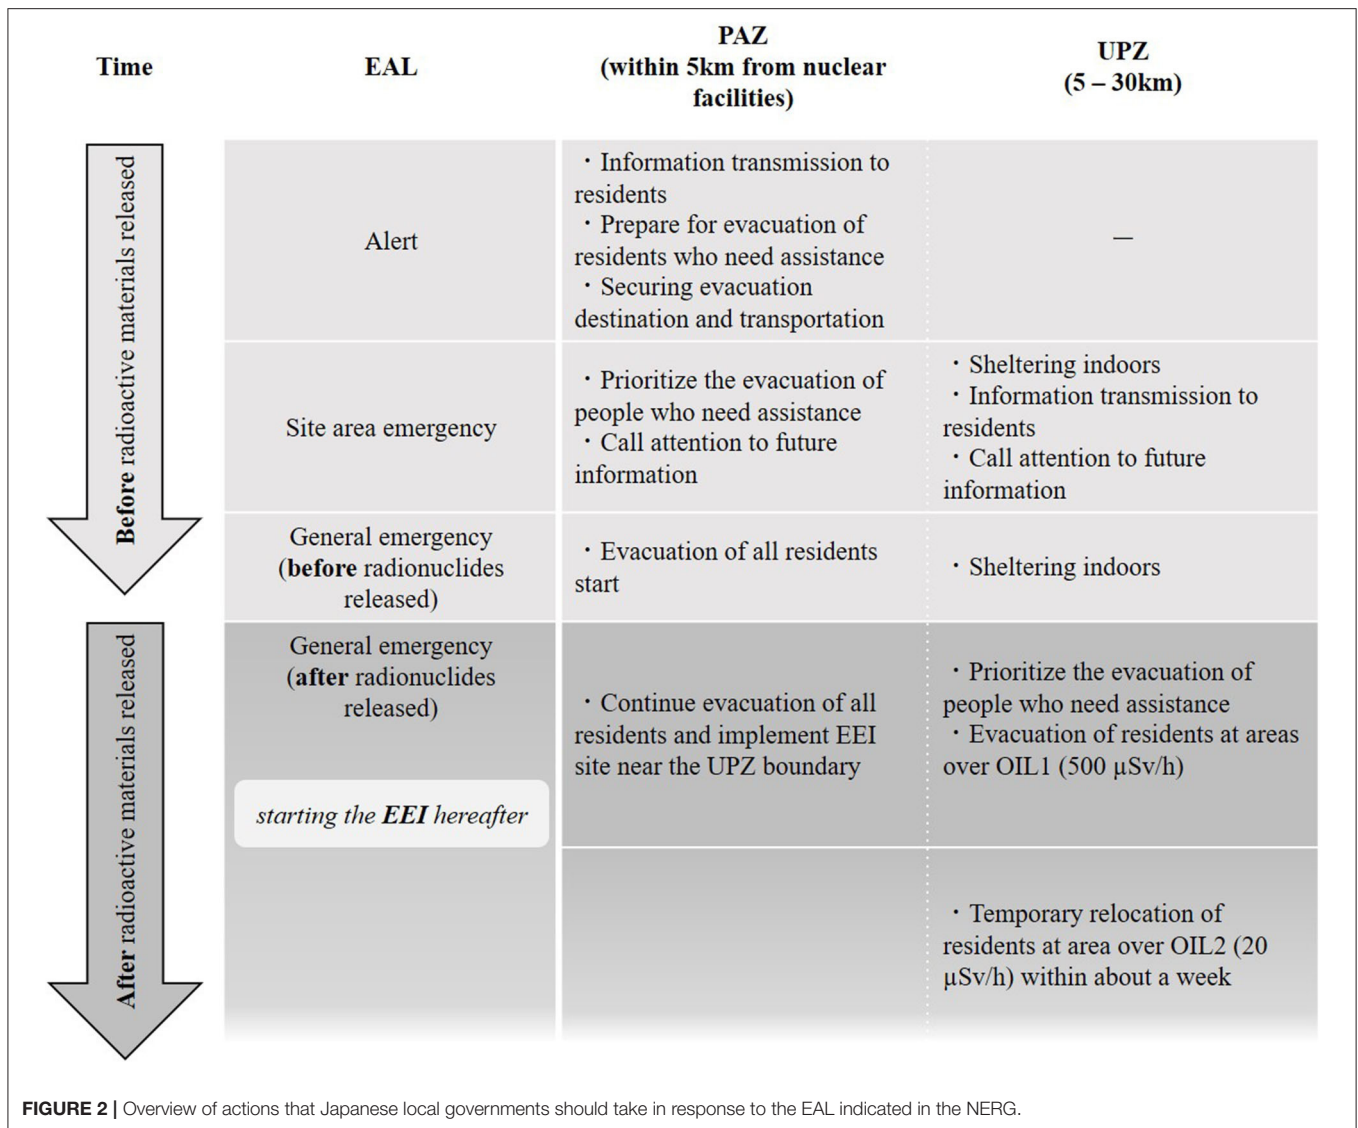 Time
EAL
PAZ
(within 5km from nuclear
facilities)
UPZ
(5 – 30km)
Before radioactive materials released
Alert
・Information transmission to
residents
・Prepare for evacuation of
residents who need assistance
・Securing evacuation
destination and transportation
—
Site area emergency
・Prioritize the evacuation of
people who need assistance
・Call attention to future
information
・Sheltering indoors
・Information transmission to
residents
・Call attention to future
information
General emergency
(before radionuclides
released)
・Evacuation of all residents
start
・Sheltering indoors
After radioactive materials released
General emergency
(after radionuclides
released)
starting the EEI hereafter
・Continue evacuation of all
residents and implement EEI
site near the UPZ boundary
・Prioritize the evacuation of
people who need assistance
・Evacuation of residents at areas
over OIL1 (500 μSv/h)
・Temporary relocation of
residents at area over OIL2 (20
μSv/h) within about a week
FIGURE 2 | Overview of actions that Japanese local governments should take in response to the EAL indicated in the NERG.